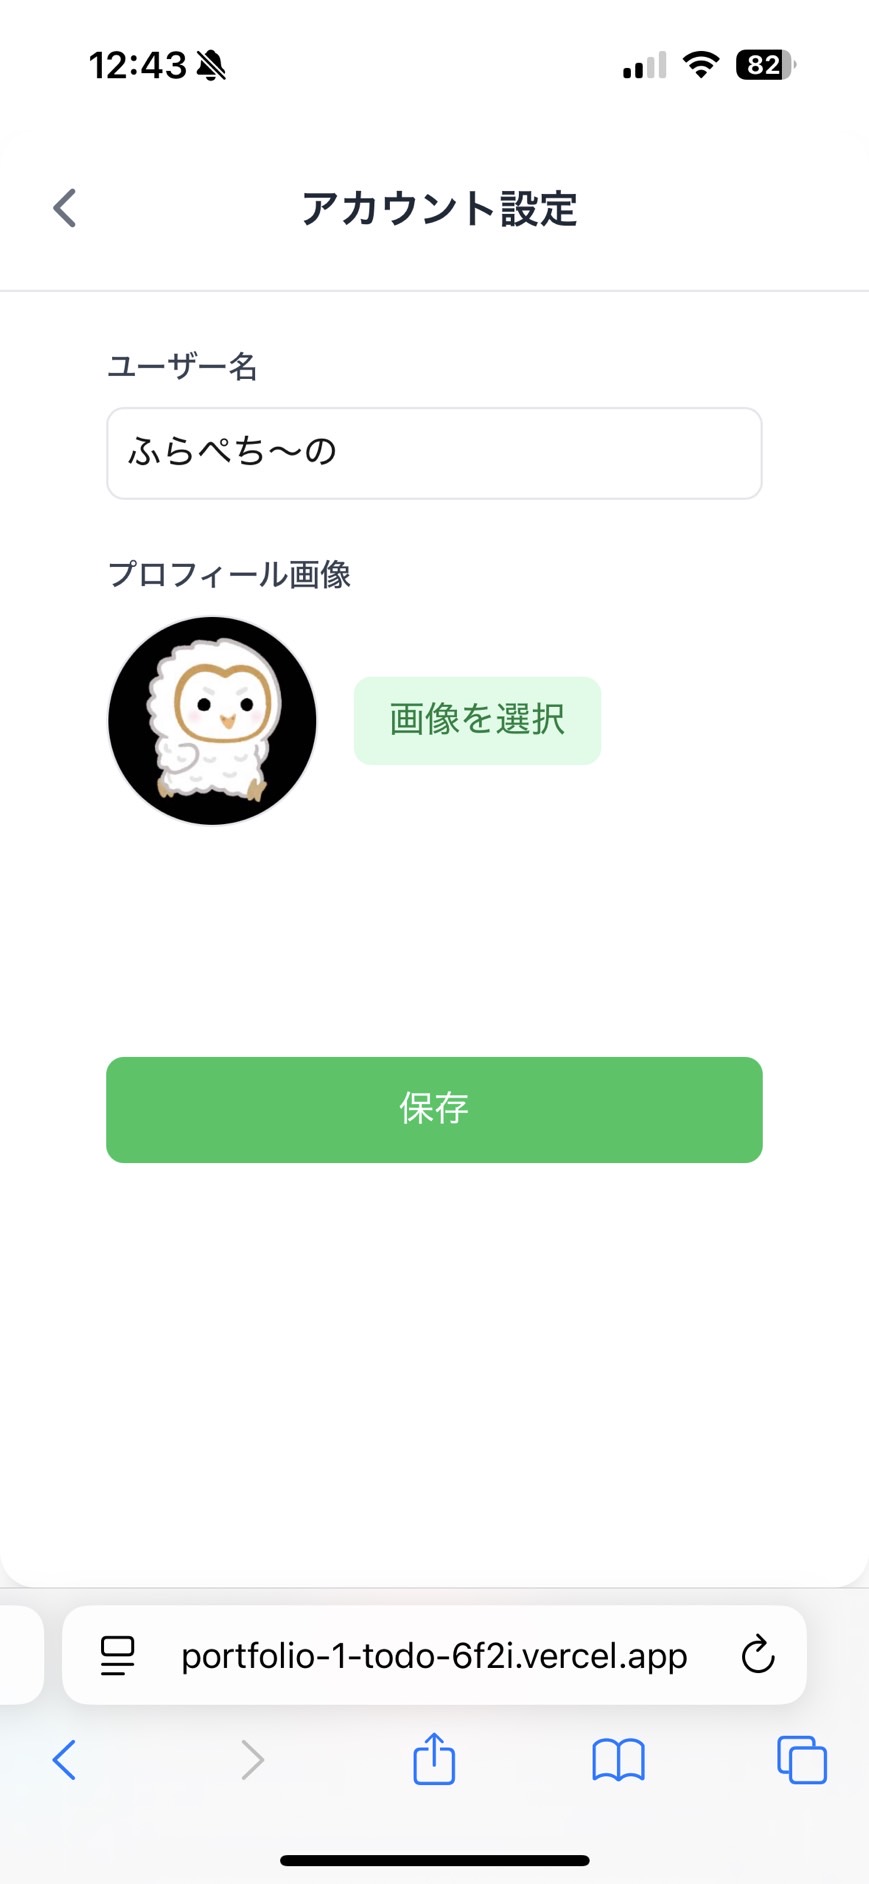 12:43
82
アカウント設定
ユーザー名
ふらぺち〜の
プロフィール画像
画像を選択
保存
portfolio-1-todo-6f2i.vercel.app